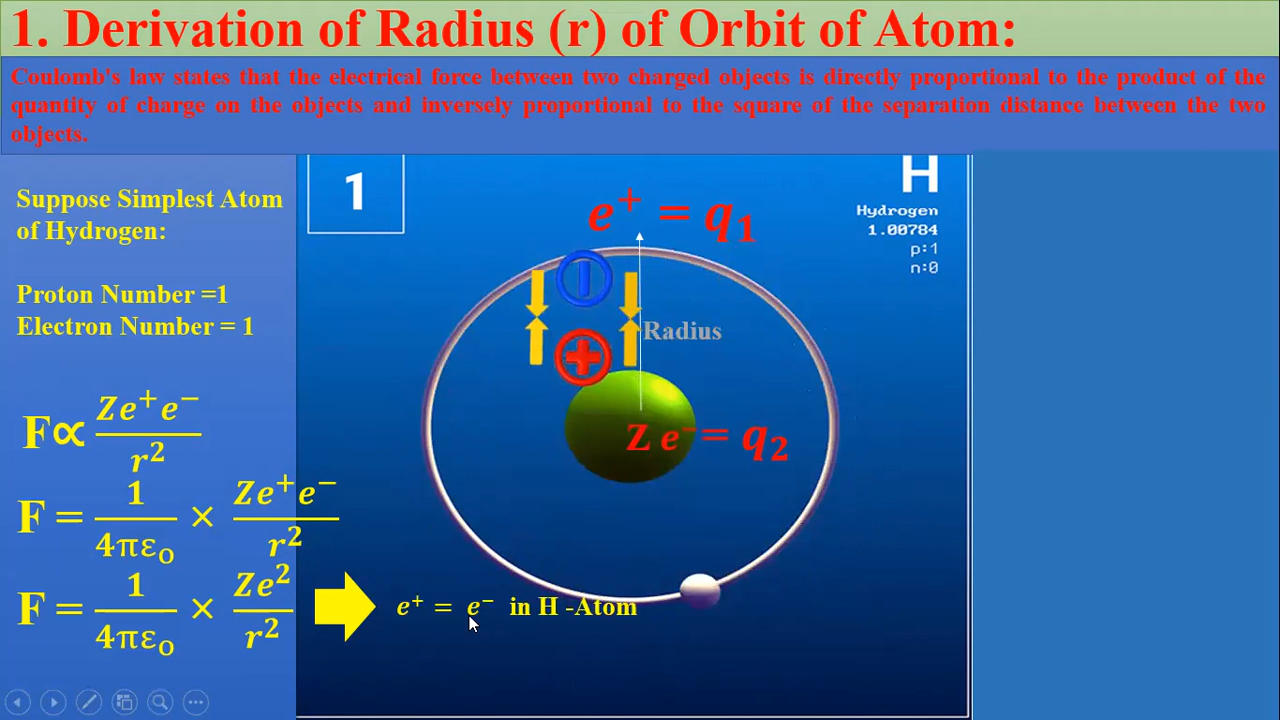 1. Derivation of Radius (r) of Orbit of Atom:
Coulomb's law states that the electrical force between two charged objects is directly proportional to the product of the
quantity of charge on the objects and inversely proportional to the square of the separation distance between the two
objects.
Suppose Simplest Atom
of Hydrogen:
Proton Number =1
Electron Number = 1
F∝ Ze⁺e⁻/r²
F = 1/4πε₀ × Ze⁺e⁻/r²
F = 1/4πε₀ × Ze²/r²
e⁺ = e⁻ in H -Atom
1
H
Hydrogen
1.00784
p:1
n:0
e⁺ = q₁
Radius
Z e⁻ = q₂